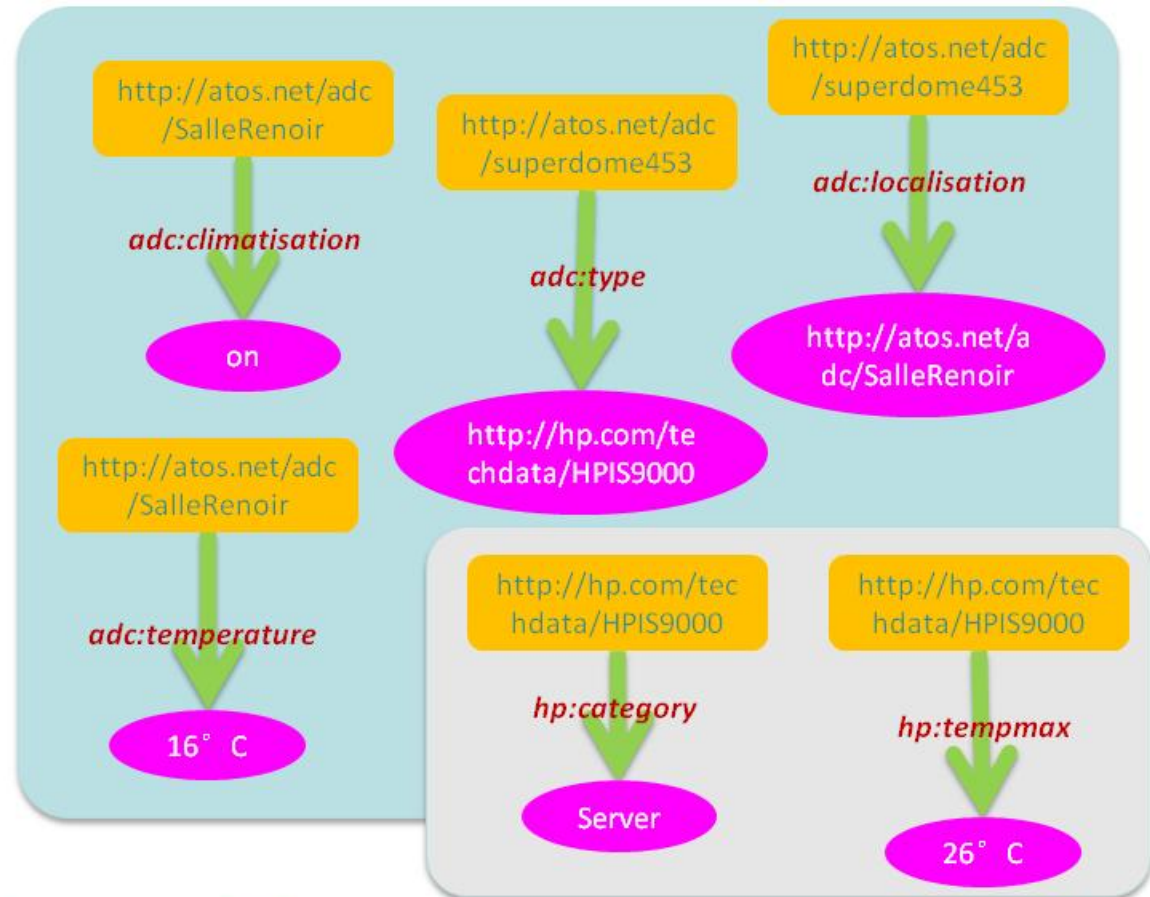 http://atos.net/adc
/SalleRenoir
adc:climatisation
on
http://atos.net/adc
/superdome453
adc:type
http://hp.com/te
chdata/HPIS9000
http://atos.net/adc
/superdome453
adc:localisation
http://atos.net/a
dc/SalleRenoir
http://atos.net/adc
/SalleRenoir
adc:temperature
16° C
http://hp.com/tec
hdata/HPIS9000
hp:category
Server
http://hp.com/tec
hdata/HPIS9000
hp:tempmax
26° C